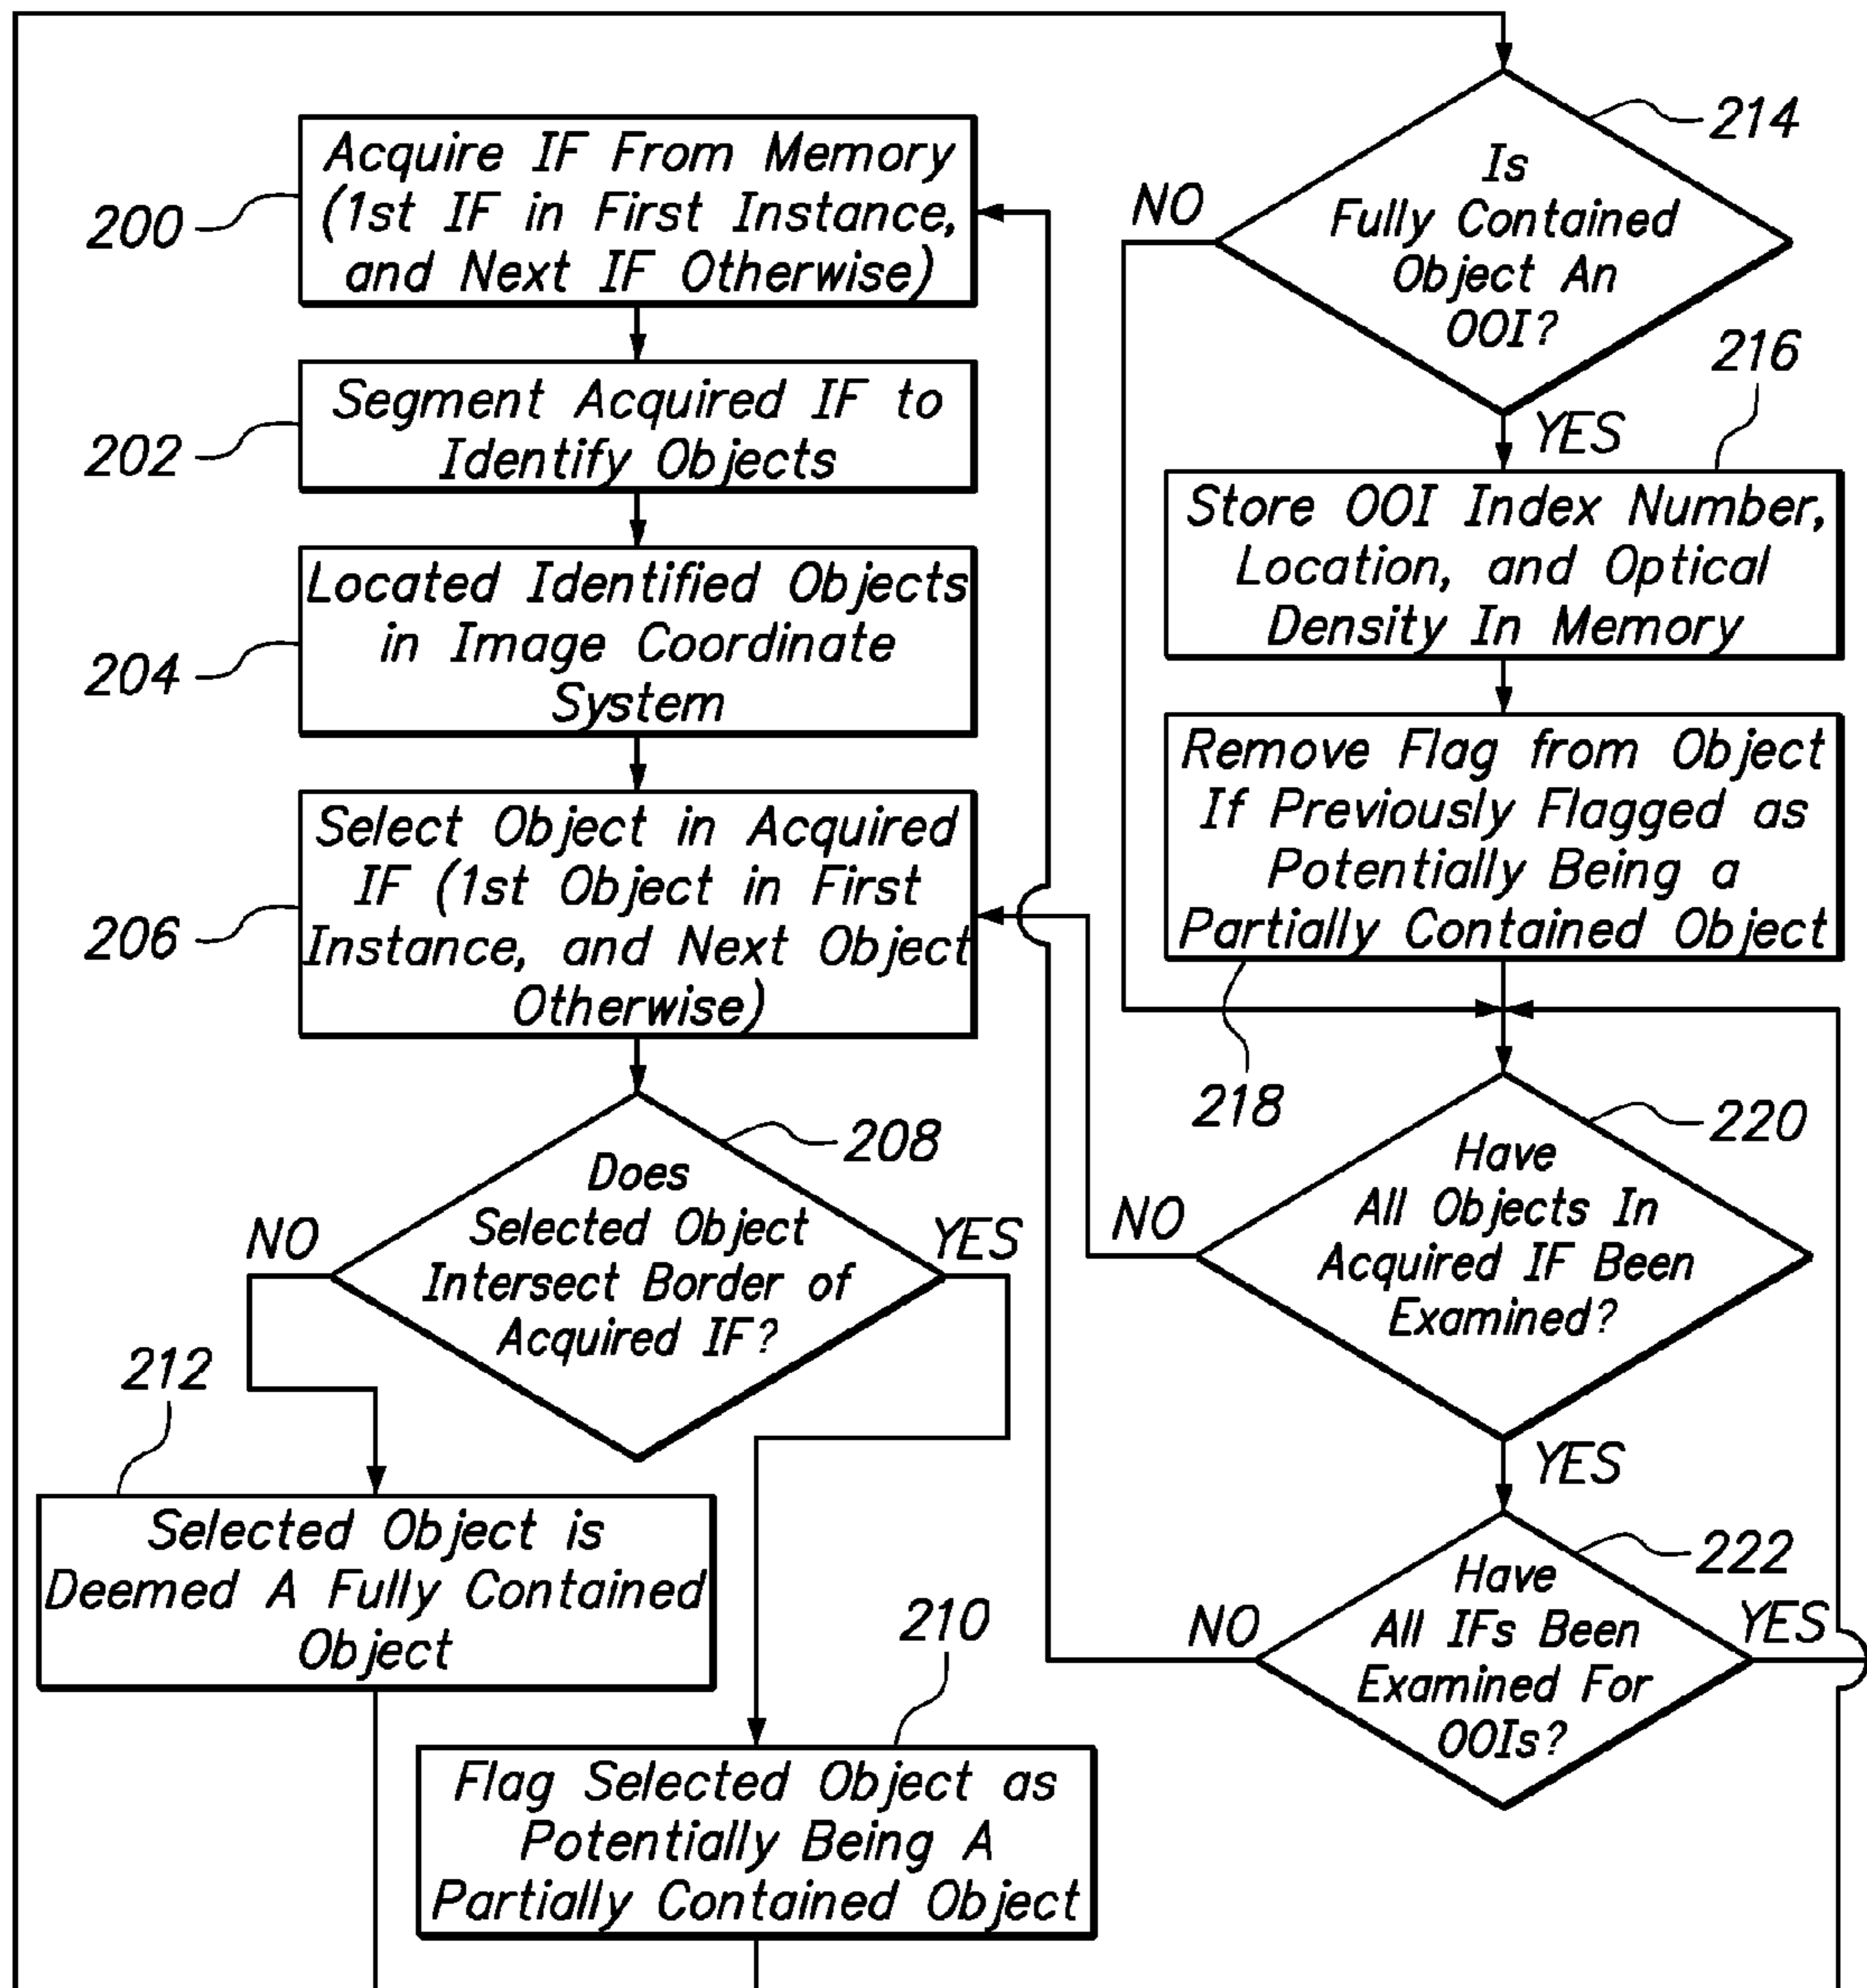 200
Acquire IF From Memory
(1st IF in First Instance,
and Next IF Otherwise)
202
Segment Acquired IF to
Identify Objects
204
Located Identified Objects
in Image Coordinate
System
206
Select Object in Acquired
IF (1st Object in First
Instance, and Next Object
Otherwise)
208
Does
Selected Object
Intersect Border of
Acquired IF?
NO
YES
212
Selected Object is
Deemed A Fully Contained
Object
210
Flag Selected Object as
Potentially Being A
Partially Contained Object
214
Is
Fully Contained
Object An
OOI?
NO
YES
216
Store OOI Index Number,
Location, and Optical
Density In Memory
Remove Flag from Object
If Previously Flagged as
Potentially Being a
Partially Contained Object
218
220
Have
All Objects In
Acquired IF Been
Examined?
NO
YES
222
Have
All IFs Been
Examined For
OOIs?
NO
YES